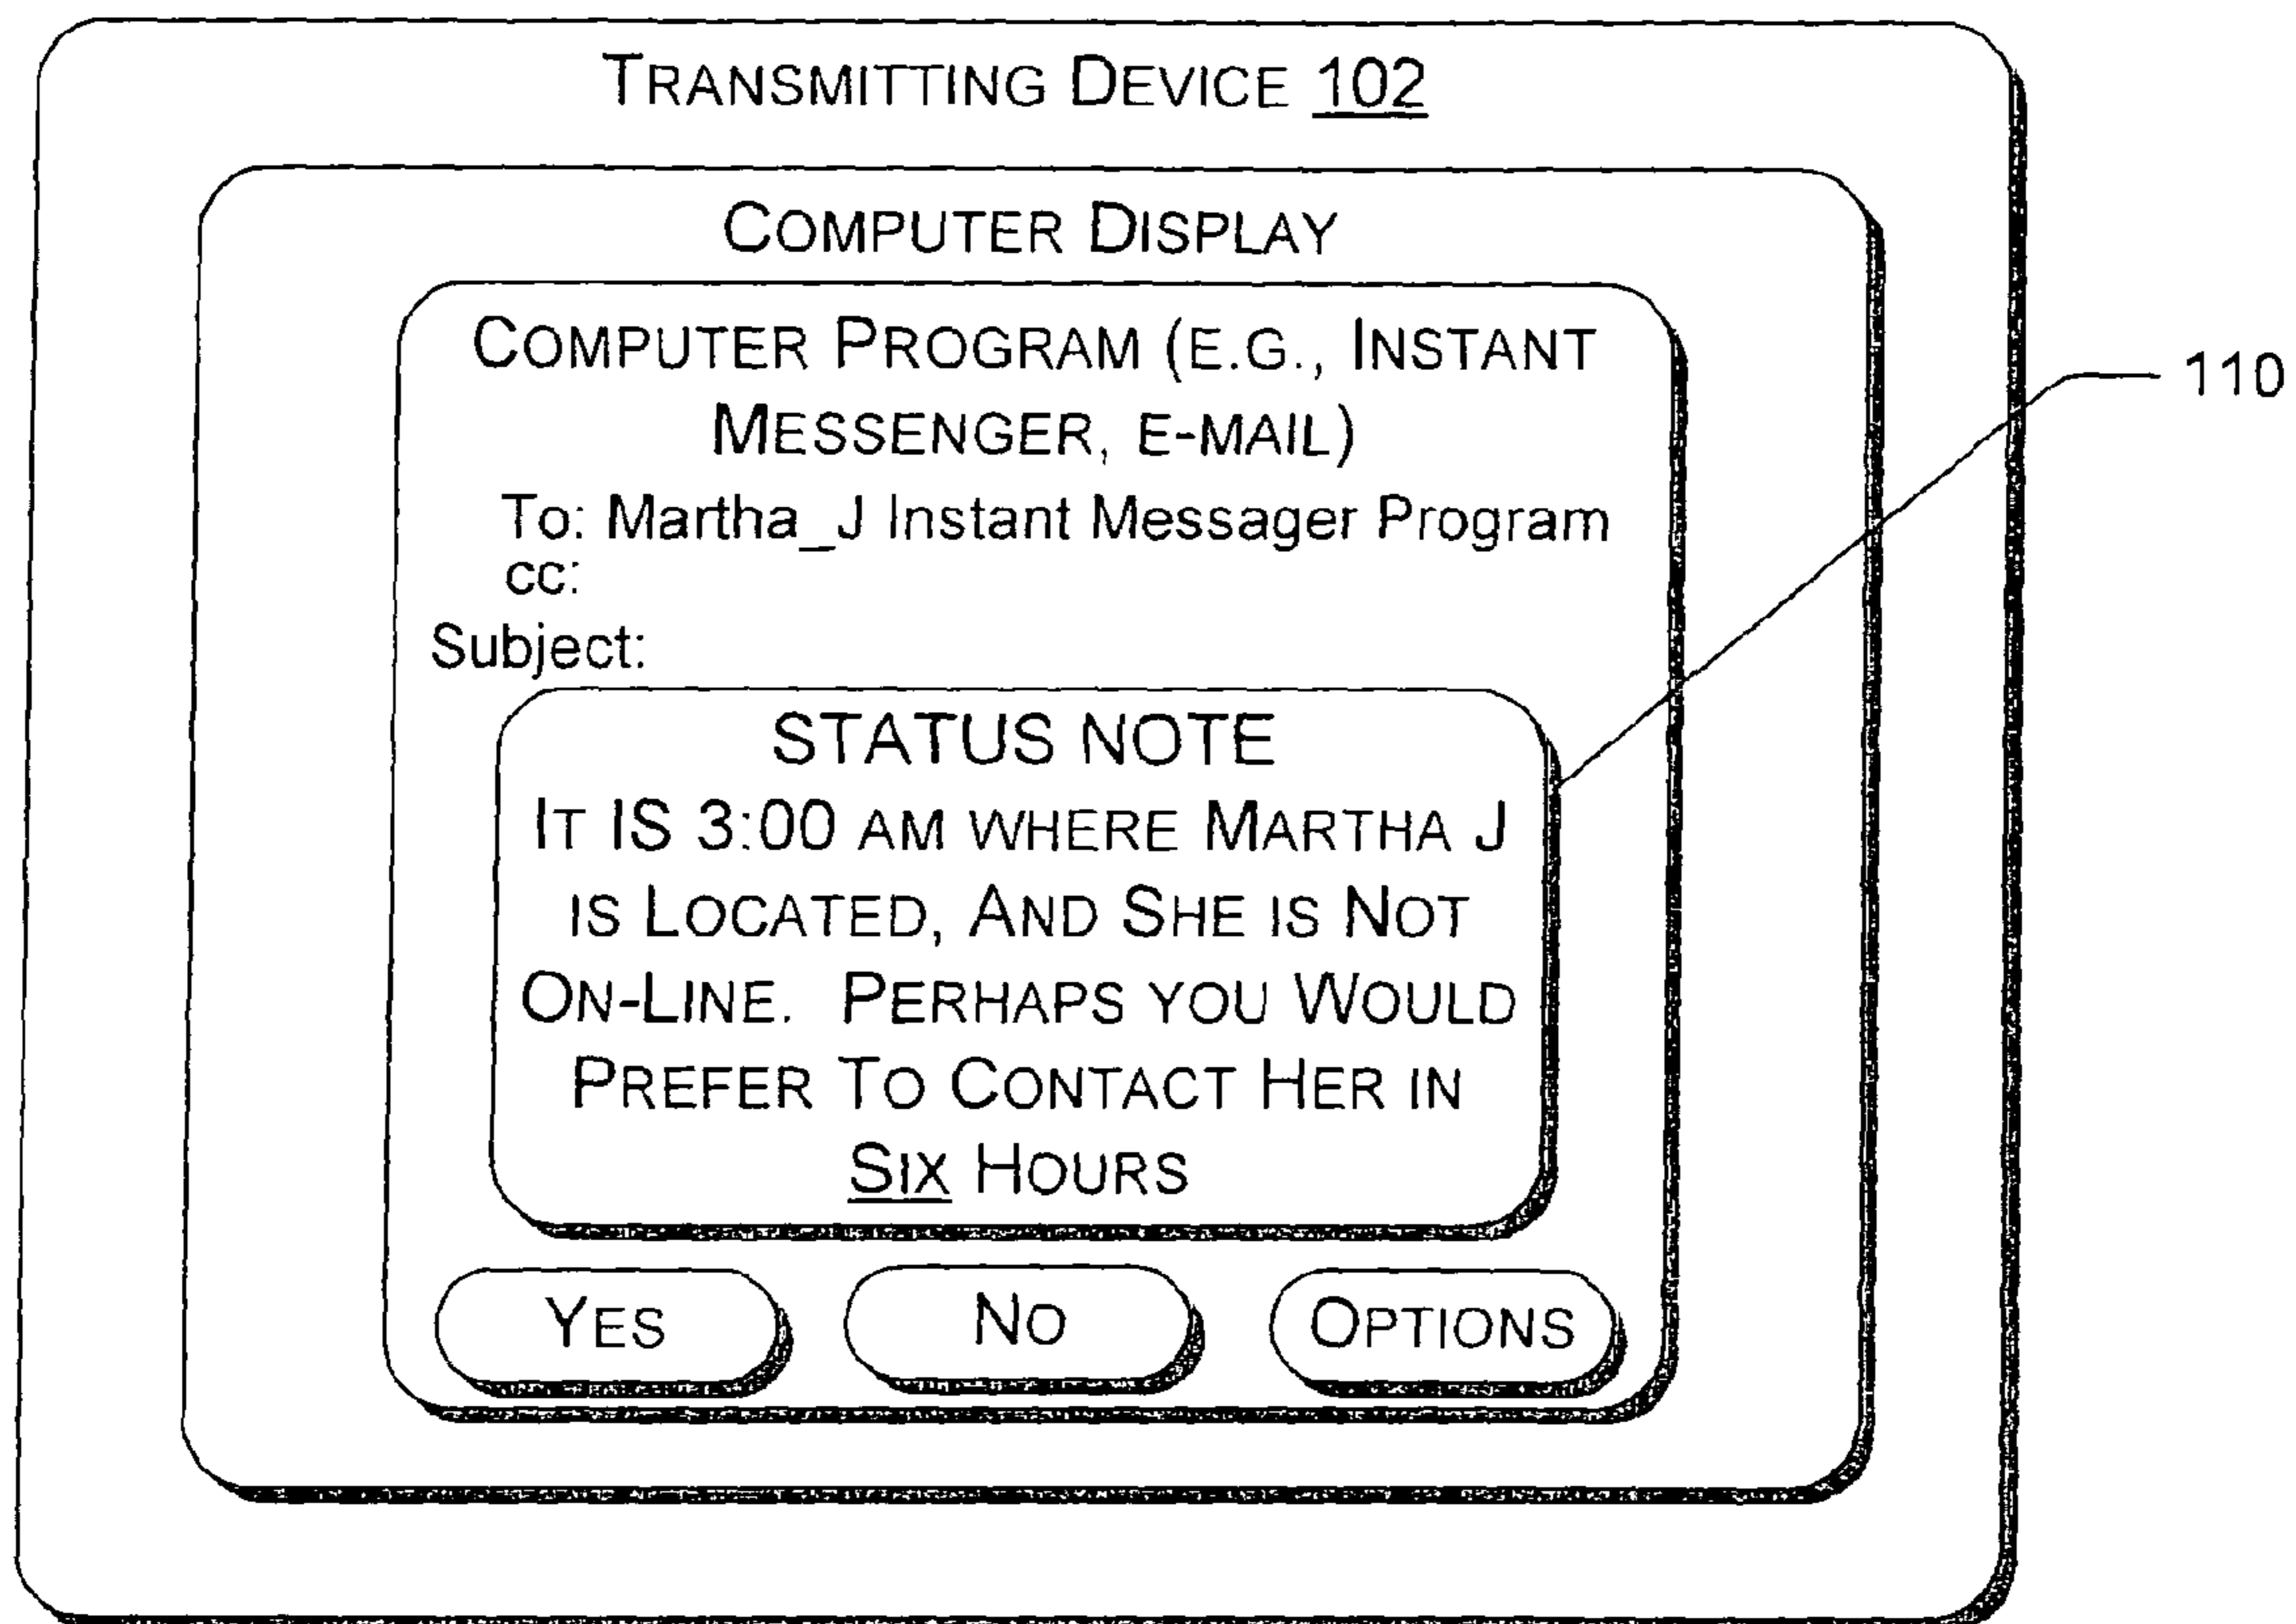 TRANSMITTING DEVICE 102
COMPUTER DISPLAY
COMPUTER PROGRAM (E.G., INSTANT
MESSENGER, E-MAIL)
110
To: Martha_J Instant Messager Program
cc:
Subject:
STATUS NOTE
IT IS 3:00 AM WHERE MARTHA J
IS LOCATED, AND SHE IS NOT
ON-LINE. PERHAPS YOU WOULD
PREFER TO CONTACT HER IN
SIX HOURS
YES
NO
OPTIONS